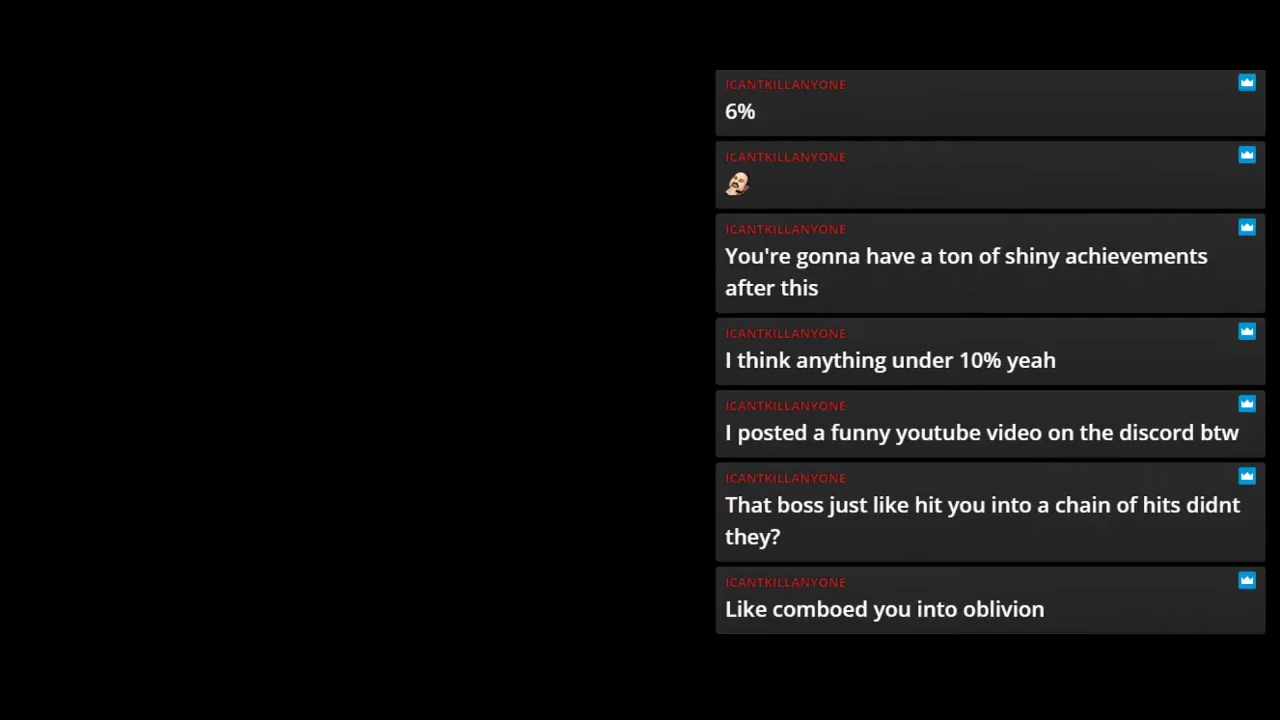 ICANTKILLANYONE
6%
ICANTKILLANYONE
ICANTKILLANYONE
You're gonna have a ton of shiny achievements
after this
ICANTKILLANYONE
I think anything under 10% yeah
ICANTKILLANYONE
I posted a funny youtube video on the discord btw
ICANTKILLANYONE
That boss just like hit you into a chain of hits didnt
they?
ICANTKILLANYONE
Like comboed you into oblivion